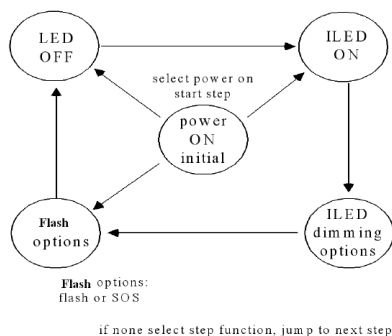 LED
OFF
ILED
ON
select power on
start step
power
ON
initial
Flash
options
ILED
dimming
options
Flash options:
flash or SOS
if none select step function, jump to next step